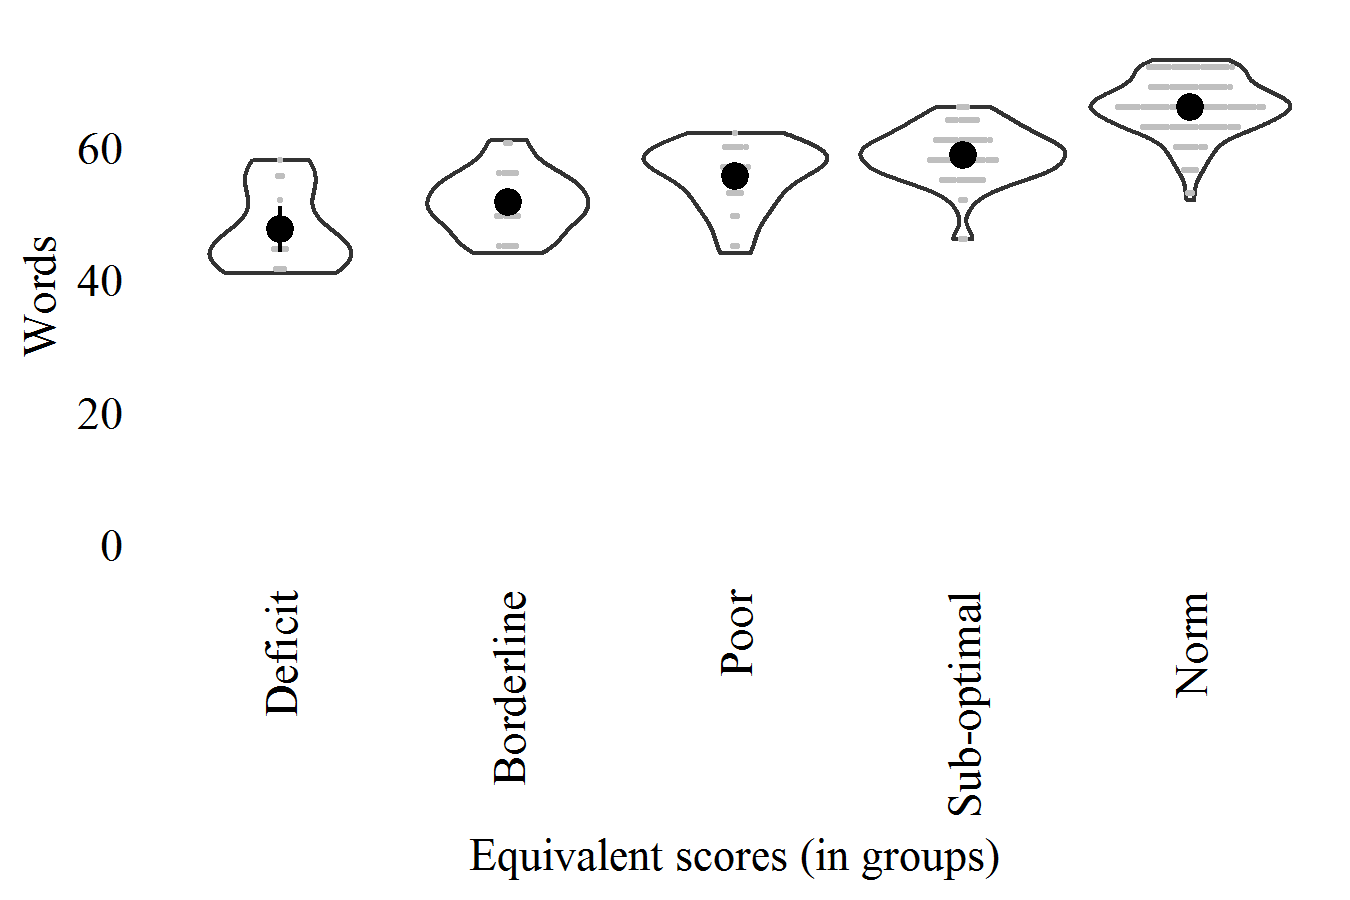 Words
60
40
20
0
Deficit
Borderline
Poor
Sub-optimal
Norm
Equivalent scores (in groups)